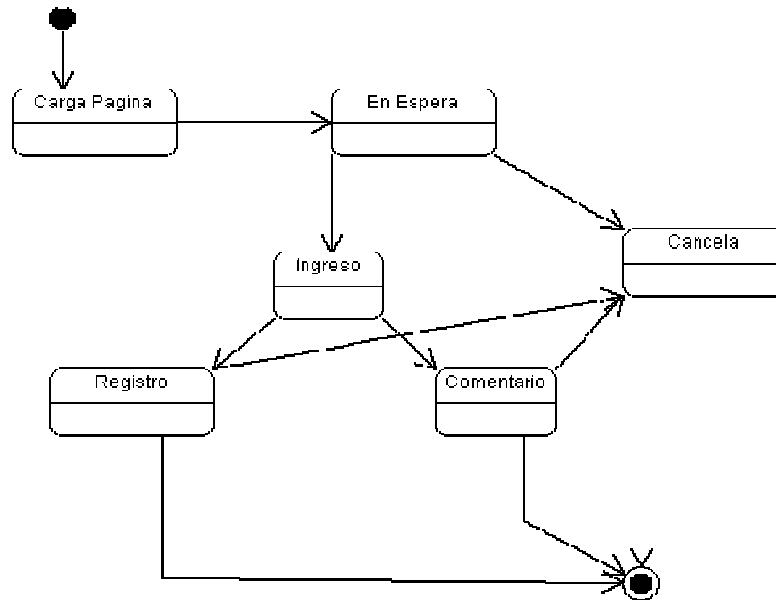 Carga Pagina
En Espera
Cancela
Ingreso
Registro
Comentario